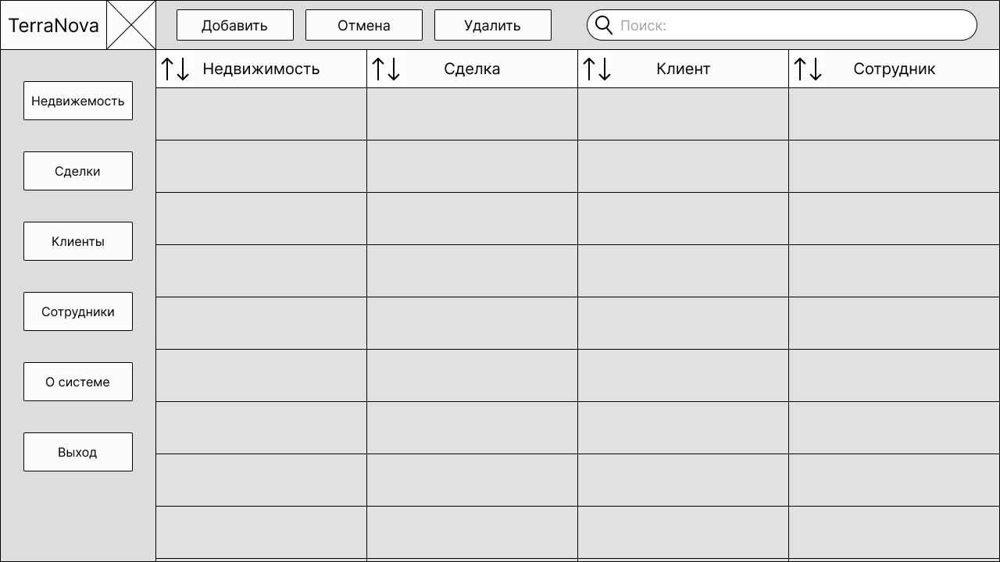 TerraNova
Добавить
Отмена
Удалить
Поиск:
Недвижимость
Сделка
Клиент
Сотрудник
Недвижемость
Сделки
Клиенты
Сотрудники
О системе
Выход